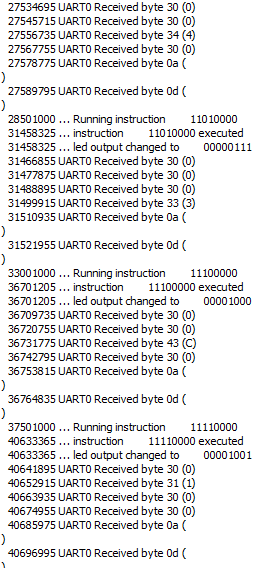 27534695 UART0 Received byte 30 (0)
27545715 UART0 Received byte 30 (0)
27556735 UART0 Received byte 34 (4)
27567755 UART0 Received byte 30 (0)
27578775 UART0 Received byte 0a (
)
27589795 UART0 Received byte 0d (
)
28501000 ... Running instruction 11010000
31458325 ... instruction 11010000 executed
31458325 ... led output changed to 00000111
31466855 UART0 Received byte 30 (0)
31477875 UART0 Received byte 30 (0)
31488895 UART0 Received byte 30 (0)
31499915 UART0 Received byte 33 (3)
31510935 UART0 Received byte 0a (
)
31521955 UART0 Received byte 0d (
)
33001000 ... Running instruction 11100000
36701205 ... instruction 11100000 executed
36701205 ... led output changed to 00001000
36709735 UART0 Received byte 30 (0)
36720755 UART0 Received byte 30 (0)
36731775 UART0 Received byte 43 (C)
36742795 UART0 Received byte 30 (0)
36753815 UART0 Received byte 0a (
)
36764835 UART0 Received byte 0d (
)
37501000 ... Running instruction 11110000
40633365 ... instruction 11110000 executed
40633365 ... led output changed to 00001001
40641895 UART0 Received byte 30 (0)
40652915 UART0 Received byte 31 (1)
40663935 UART0 Received byte 30 (0)
40674955 UART0 Received byte 30 (0)
40685975 UART0 Received byte 0a (
)
40696995 UART0 Received byte 0d (
)